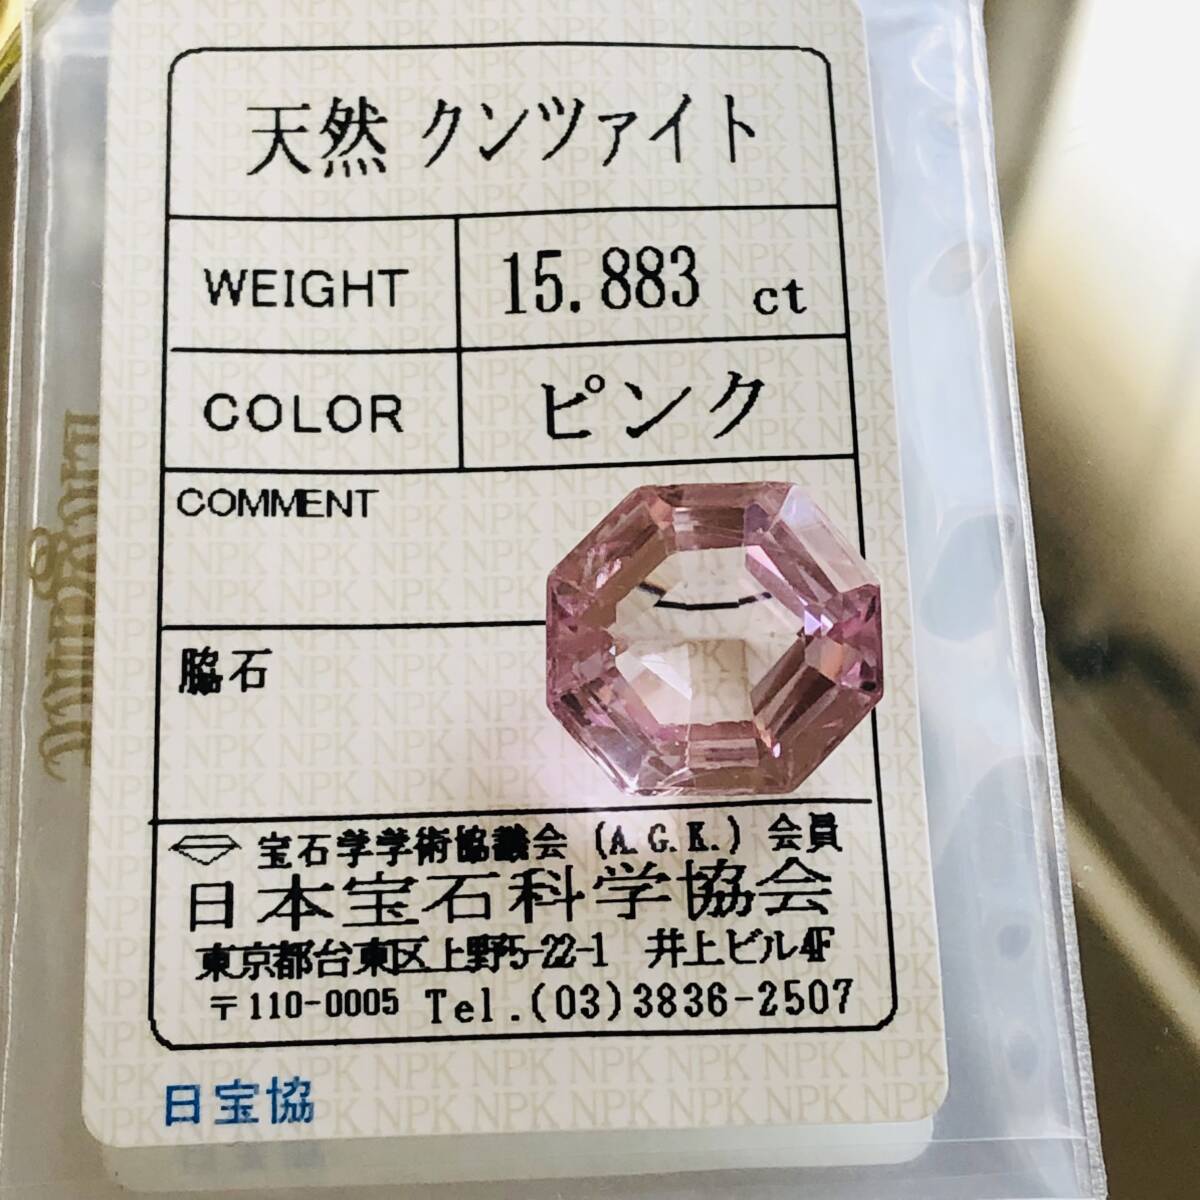 天然 クンツァイト
WEIGHT 15.883 ct
COLOR ピンク
COMMENT
脇石
宝石学学術協議会 (A.G.K.) 会員
日本宝石科学協会
東京都台東区上野5-22-1 井上ビル4F
〒110-0005 Tel.(03)3836-2507
日宝協